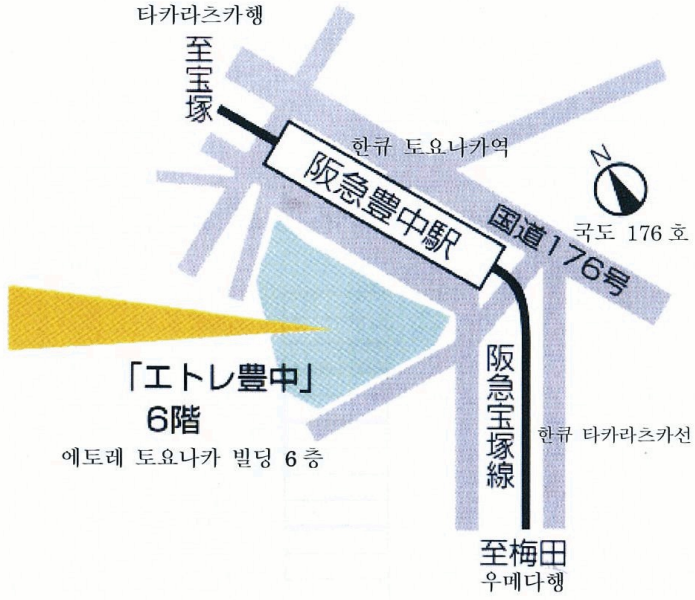 타카라츠카행
至宝塚
한큐 토요나카역
阪急豊中駅
N
国道176号
국도 176 호
「エトレ豊中」
6階
에토레 토요나카 빌딩 6 층
阪急宝塚線
한큐 타카라츠카선
至梅田
우메다행